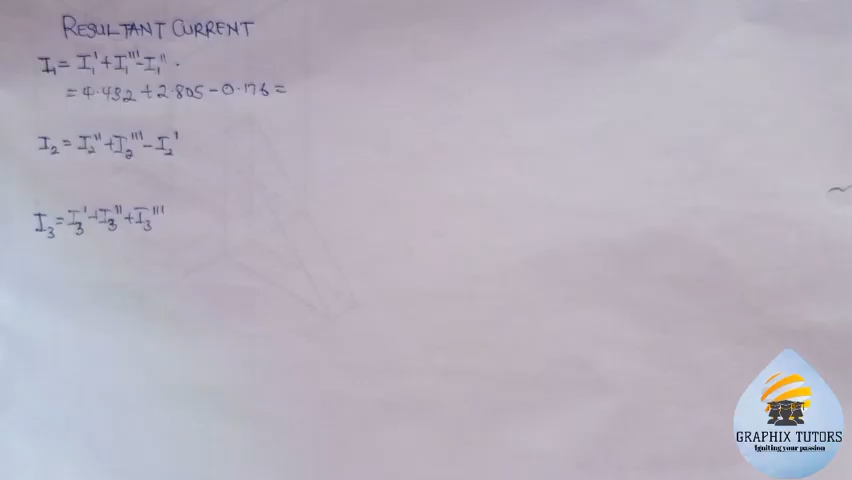 RESULTANT CURRENT
I₁ = I₁' + I₁''' - I₁'' .
= 4.432 + 2.805 - 0.176 =
I₂ = I₂'' + I₂''' - I₂'
I₃ = I₃' + I₃'' + I₃'''
GRAPHIX TUTORS
Igniting your passion